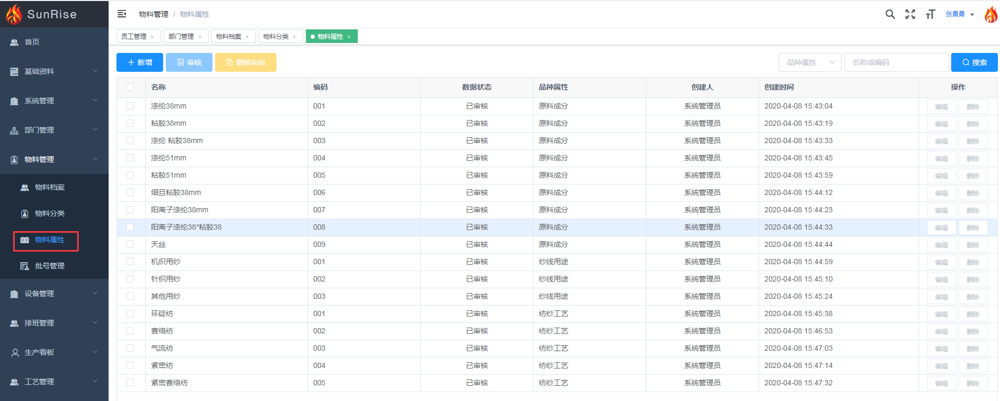 SunRise
首页
基础资料
系统管理
部门管理
物料管理
物料档案
物料分类
物料属性
批号管理
设备管理
排班管理
生产看板
工艺管理
物料管理 / 物料属性
张勇勇
员工管理 × 部门管理 × 物料档案 × 物料分类 × 物料属性 ×
新增 审核 撤销审核 品种属性 名称或编码 搜索
名称 编码 数据状态 品种属性 创建人 创建时间 操作
涤纶38mm 001 已审核 原料成分 系统管理员 2020-04-08 15:43:04 编辑 删除
粘胶38mm 002 已审核 原料成分 系统管理员 2020-04-08 15:43:19 编辑 删除
涤纶 粘胶38mm 003 已审核 原料成分 系统管理员 2020-04-08 15:43:33 编辑 删除
涤纶51mm 004 已审核 原料成分 系统管理员 2020-04-08 15:43:45 编辑 删除
粘胶51mm 005 已审核 原料成分 系统管理员 2020-04-08 15:43:59 编辑 删除
细旦粘胶38mm 006 已审核 原料成分 系统管理员 2020-04-08 15:44:12 编辑 删除
阳离子涤纶38mm 007 已审核 原料成分 系统管理员 2020-04-08 15:44:23 编辑 删除
阳离子涤纶38*粘胶38 008 已审核 原料成分 系统管理员 2020-04-08 15:44:33 编辑 删除
天丝 009 已审核 原料成分 系统管理员 2020-04-08 15:44:44 编辑 删除
机织用纱 001 已审核 纱线用途 系统管理员 2020-04-08 15:44:59 编辑 删除
针织用纱 002 已审核 纱线用途 系统管理员 2020-04-08 15:45:10 编辑 删除
其他用纱 003 已审核 纱线用途 系统管理员 2020-04-08 15:45:24 编辑 删除
环锭纺 001 已审核 纺纱工艺 系统管理员 2020-04-08 15:45:38 编辑 删除
赛络纺 002 已审核 纺纱工艺 系统管理员 2020-04-08 15:46:53 编辑 删除
气流纺 003 已审核 纺纱工艺 系统管理员 2020-04-08 15:47:03 编辑 删除
紧密纺 004 已审核 纺纱工艺 系统管理员 2020-04-08 15:47:14 编辑 删除
紧密赛络纺 005 已审核 纺纱工艺 系统管理员 2020-04-08 15:47:32 编辑 删除